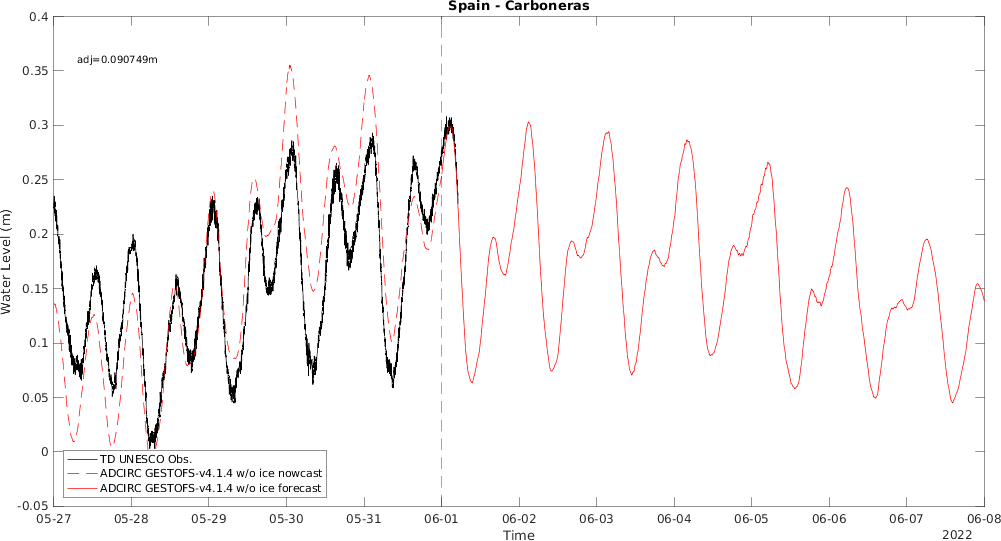 Spain - Carboneras
adj=0.090749m
Water Level (m)
0.4
0.35
0.3
0.25
0.2
0.15
0.1
0.05
0
-0.05
TD UNESCO Obs.
ADCIRC GESTOFS-v4.1.4 w/o ice nowcast
ADCIRC GESTOFS-v4.1.4 w/o ice forecast
05-27 05-28 05-29 05-30 05-31 06-01 06-02 06-03 06-04 06-05 06-06 06-07 06-08
Time
2022